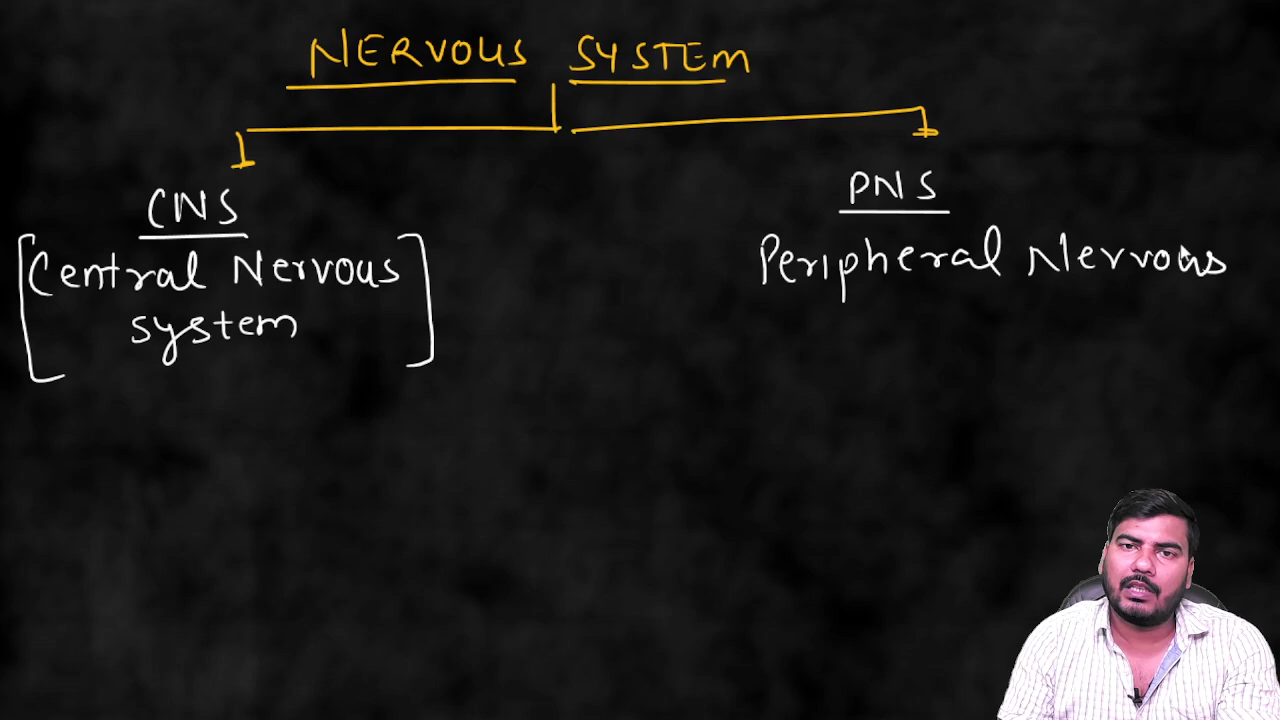 NERVOUS SYSTEM
CNS
[Central Nervous
system]
PNS
Peripheral Nervous